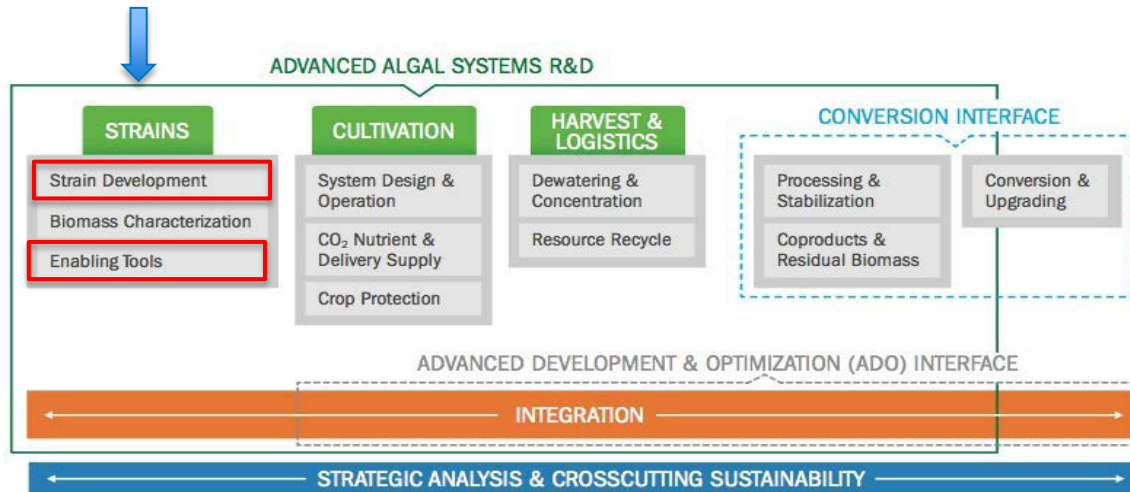 ADVANCED ALGAL SYSTEMS R&D
STRAINS
Strain Development
Biomass Characterization
Enabling Tools
CULTIVATION
System Design &
Operation
CO₂ Nutrient &
Delivery Supply
Crop Protection
HARVEST &
LOGISTICS
Dewatering &
Concentration
Resource Recycle
CONVERSION INTERFACE
Processing &
Stabilization
Coproducts &
Residual Biomass
Conversion &
Upgrading
ADVANCED DEVELOPMENT & OPTIMIZATION (ADO) INTERFACE
INTEGRATION
STRATEGIC ANALYSIS & CROSSCUTTING SUSTAINABILITY